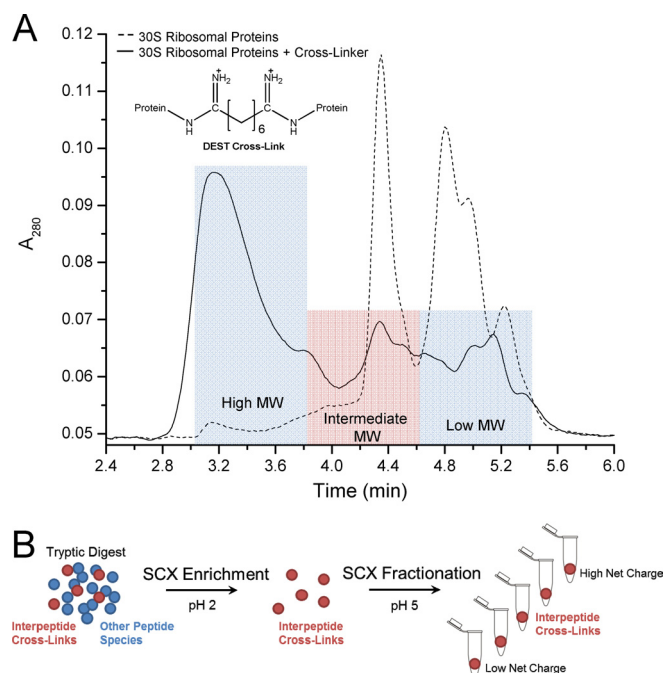 A
30S Ribosomal Proteins
30S Ribosomal Proteins + Cross-Linker
+
NH2
+
NH2
Protein
N
H
C
6
C
N
H
Protein
DEST Cross-Link
0.12
0.11
0.10
0.09
0.08
0.07
0.06
0.05
A280
High MW
Intermediate
MW
Low MW
2.4 2.8 3.2 3.6 4.0 4.4 4.8 5.2 5.6 6.0
Time (min)
B
Tryptic Digest
Interpeptide
Cross-Links
Other Peptide
Species
SCX Enrichment
pH 2
Interpeptide
Cross-Links
SCX Fractionation
pH 5
High Net Charge
Interpeptide
Cross-Links
Low Net Charge